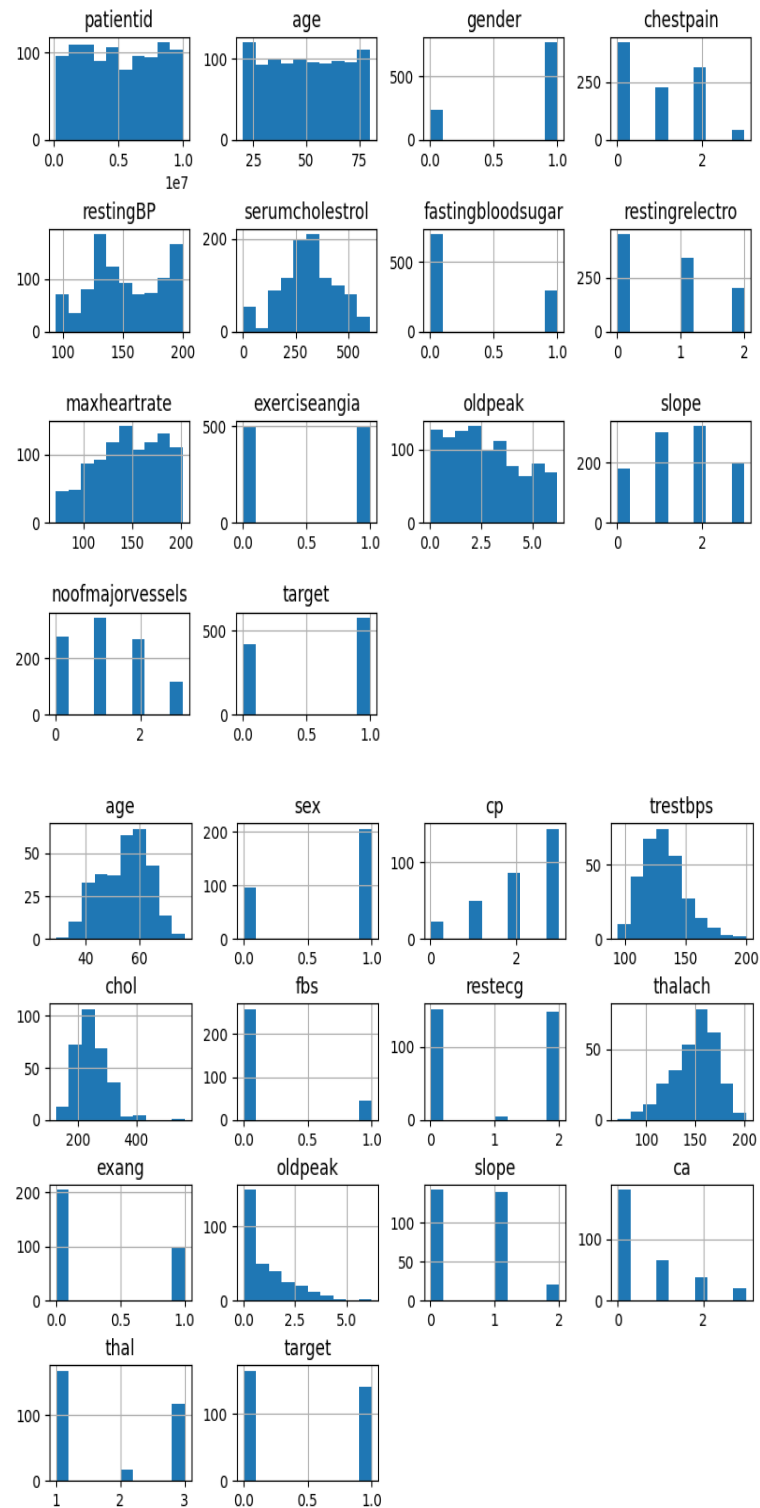 patientid age gender chestpain
100 50 0 0.0 0.5 1.0 1e7
100 0 25 50 75
500 0 0.0 0.5 1.0
250 0 0 2
restingBP serumcholestrol fastingbloodsugar restingrelectro
100 0 100 150 200
200 0 0 250 500
500 0 0.0 0.5 1.0
250 0 0 1 2
maxheartrate exerciseangia oldpeak slope
100 0 100 150 200
500 0 0.0 0.5 1.0
100 0 0.0 2.5 5.0
200 0 0 2
noofmajorvessels target
200 0 0 2
500 0 0.0 0.5 1.0
age sex cp trestbps
50 25 0 40 60
200 100 0 0.0 0.5 1.0
100 0 0 2
50 0 100 150 200
chol fbs restecg thalach
100 50 0 200 400
200 100 0 0.0 0.5 1.0
100 0 0 1 2
50 0 100 150 200
exang oldpeak slope ca
200 100 0 0.0 0.5 1.0
100 0 0.0 2.5 5.0
100 50 0 0 1 2
100 0 0 2
thal target
100 0 1 2 3
100 0 0.0 0.5 1.0